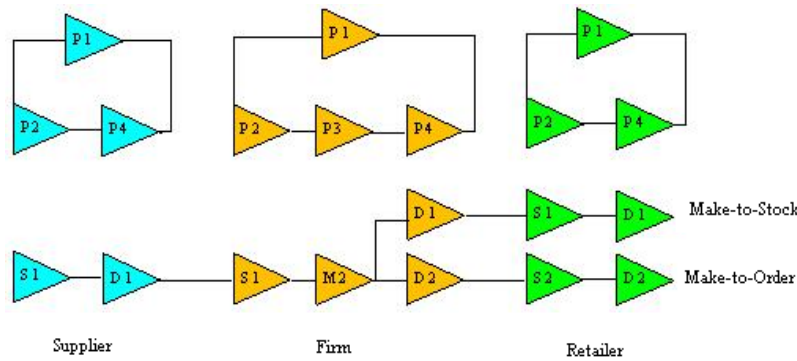 P1 P1 P1
P2 P4 P2 P3 P4 P2 P4
D1 S1 D1 Make-to-Stock
S1 D1 S1 M2 D2 S2 D2 Make-to-Order
Supplier Firm Retailer